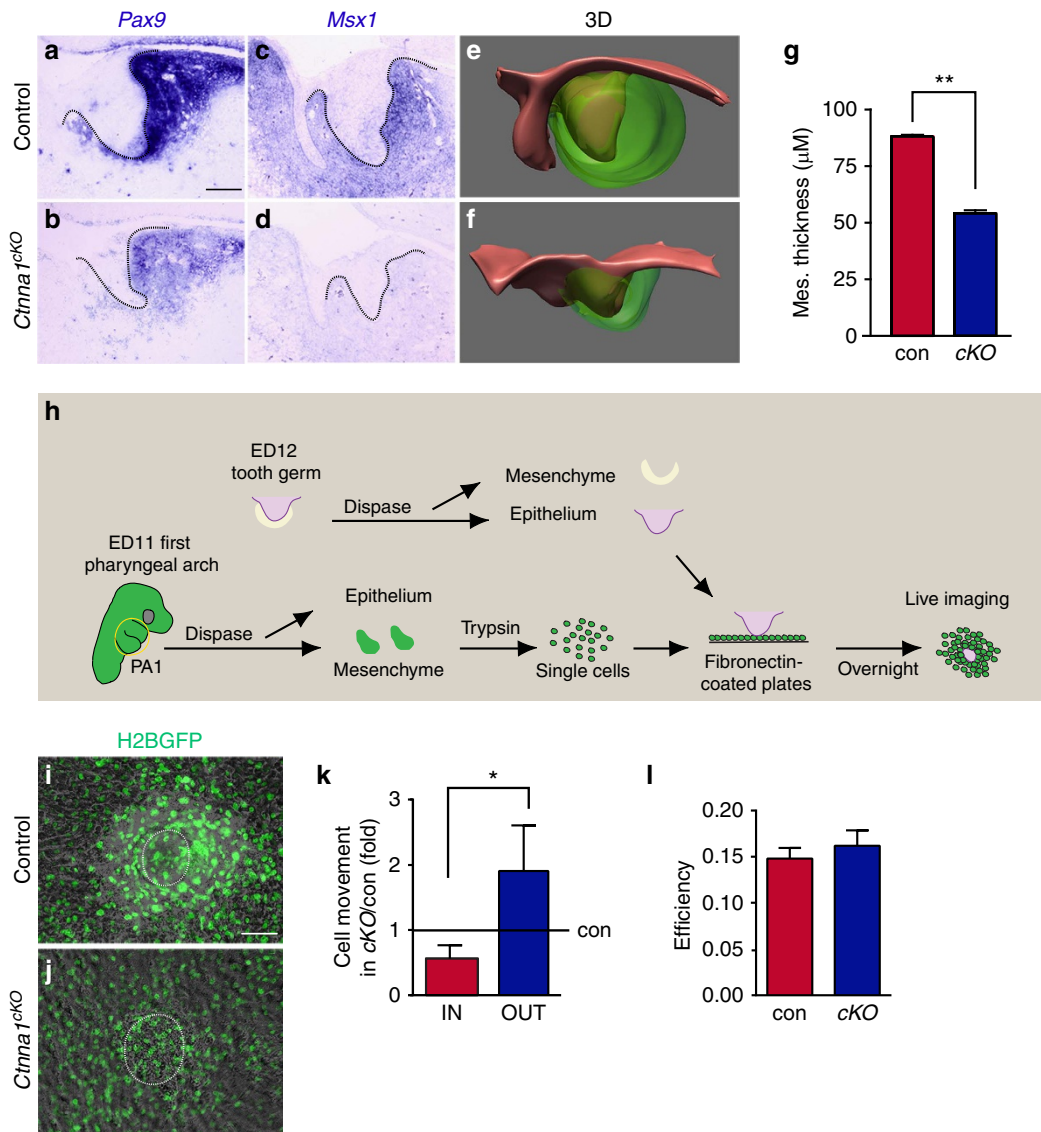 Pax9
Msx1
3D
Control
Ctnna1cKO
a
b
c
d
e
f
g
**
Mes. thickness (μM)
100
75
50
25
0
con
cKO
h
ED12
tooth germ
Dispase
Mesenchyme
Epithelium
ED11 first
pharyngeal arch
PA1
Dispase
Epithelium
Mesenchyme
Trypsin
Single cells
Fibronectin-
coated plates
Overnight
Live imaging
H2BGFP
Control
Ctnna1cKO
i
j
k
*
Cell movement
in cKO/con (fold)
3
2
1
0
con
IN
OUT
l
Efficiency
0.20
0.15
0.10
0.05
0.00
con
cKO